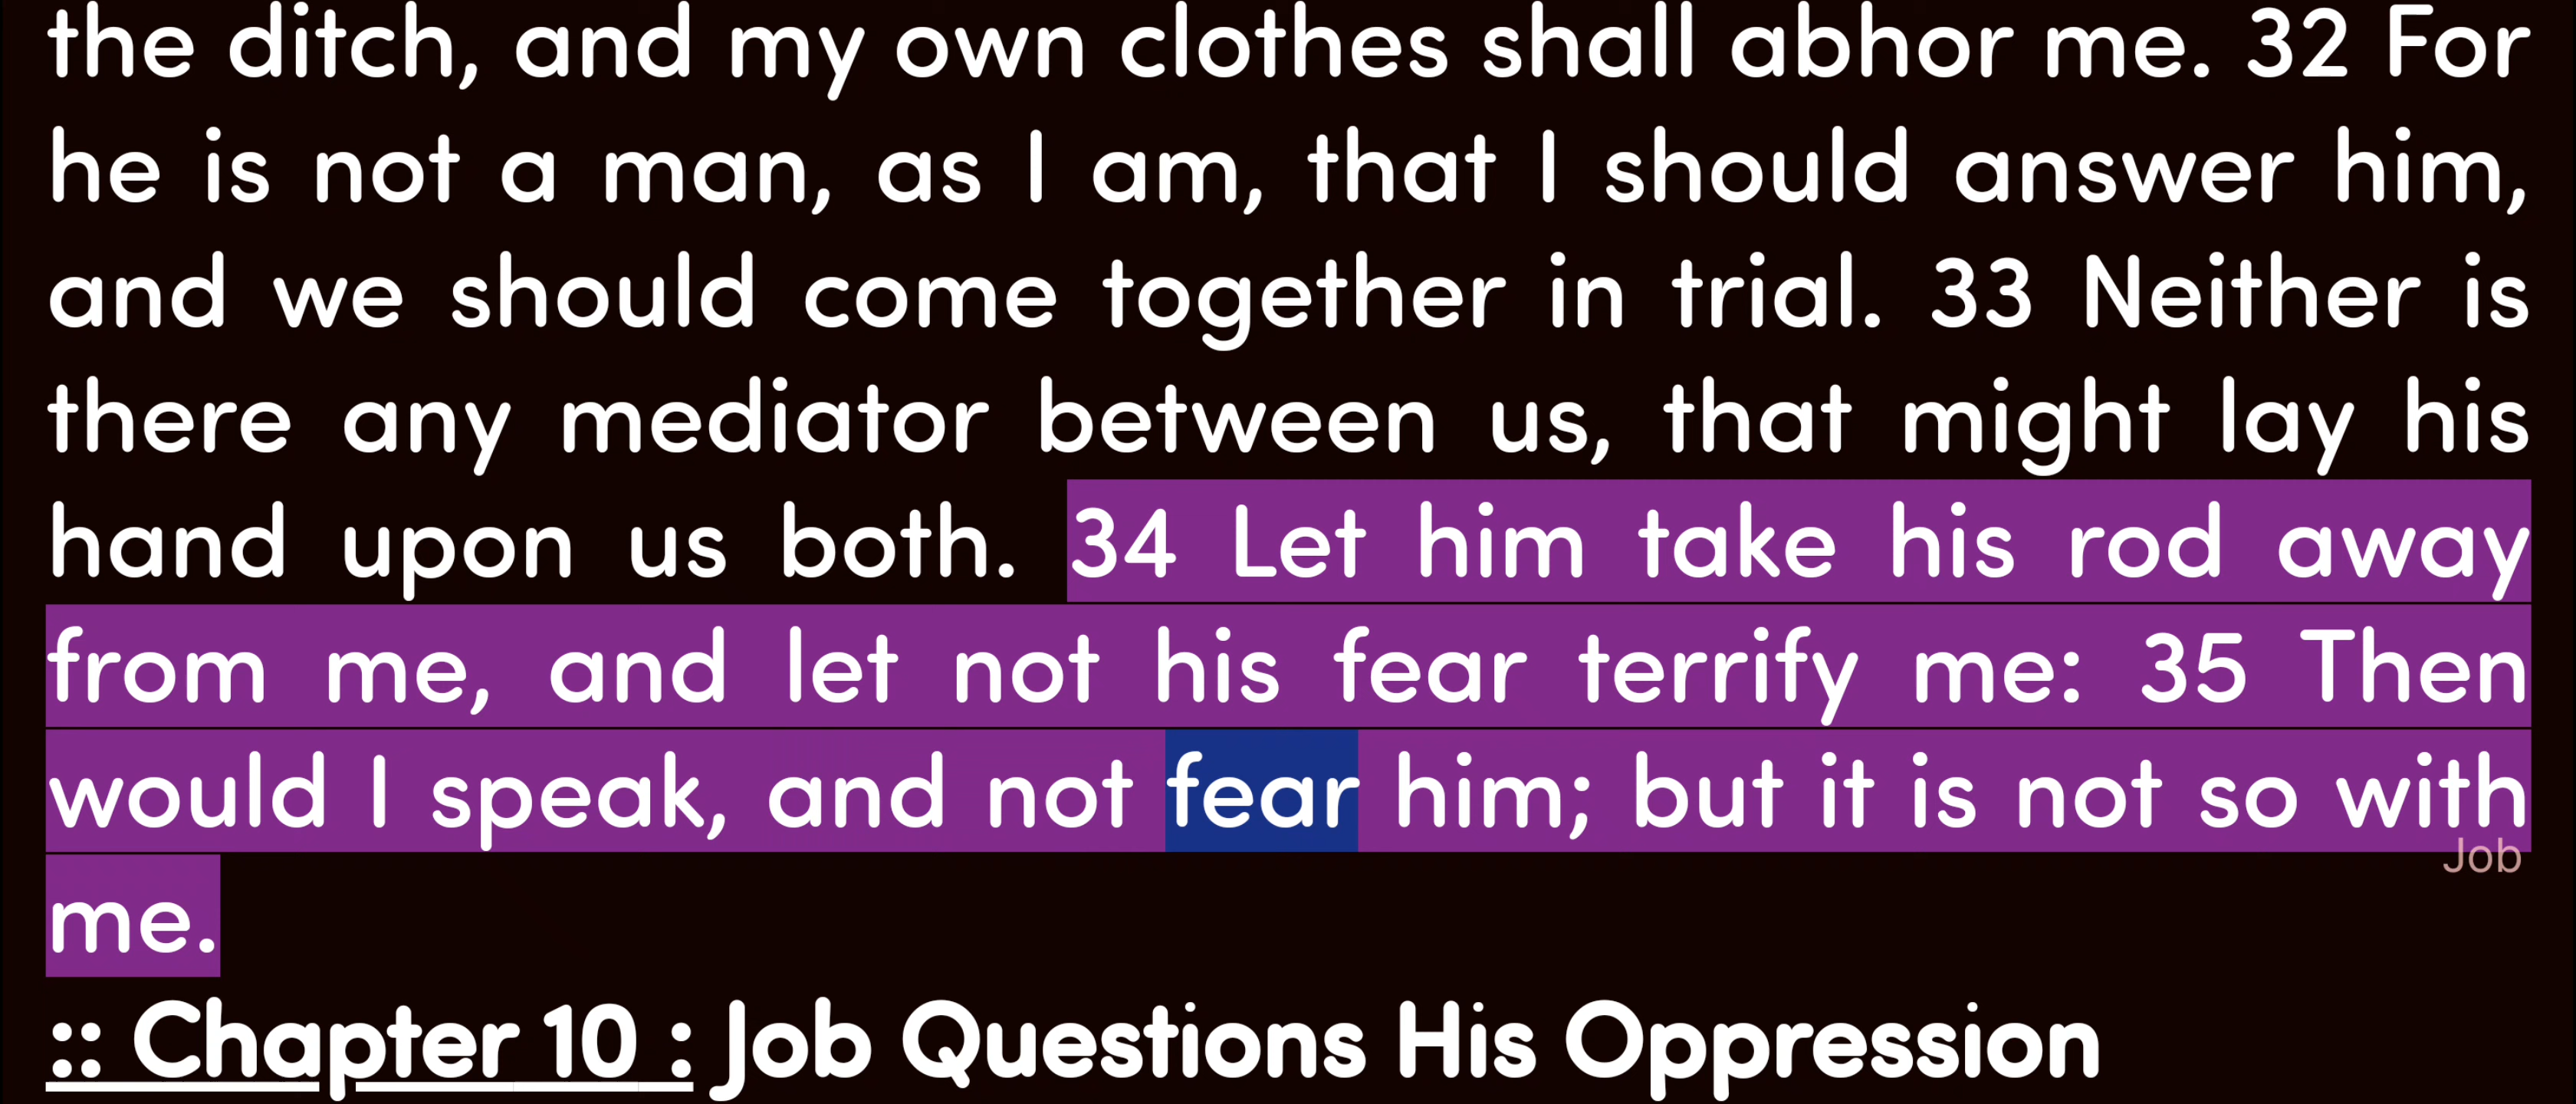 the ditch, and my own clothes shall abhor me. 32 For
he is not a man, as I am, that I should answer him,
and we should come together in trial. 33 Neither is
there any mediator between us, that might lay his
hand upon us both. 34 Let him take his rod away
from me, and let not his fear terrify me: 35 Then
would I speak, and not fear him; but it is not so with
Job
me.
:: Chapter 10 : Job Questions His Oppression